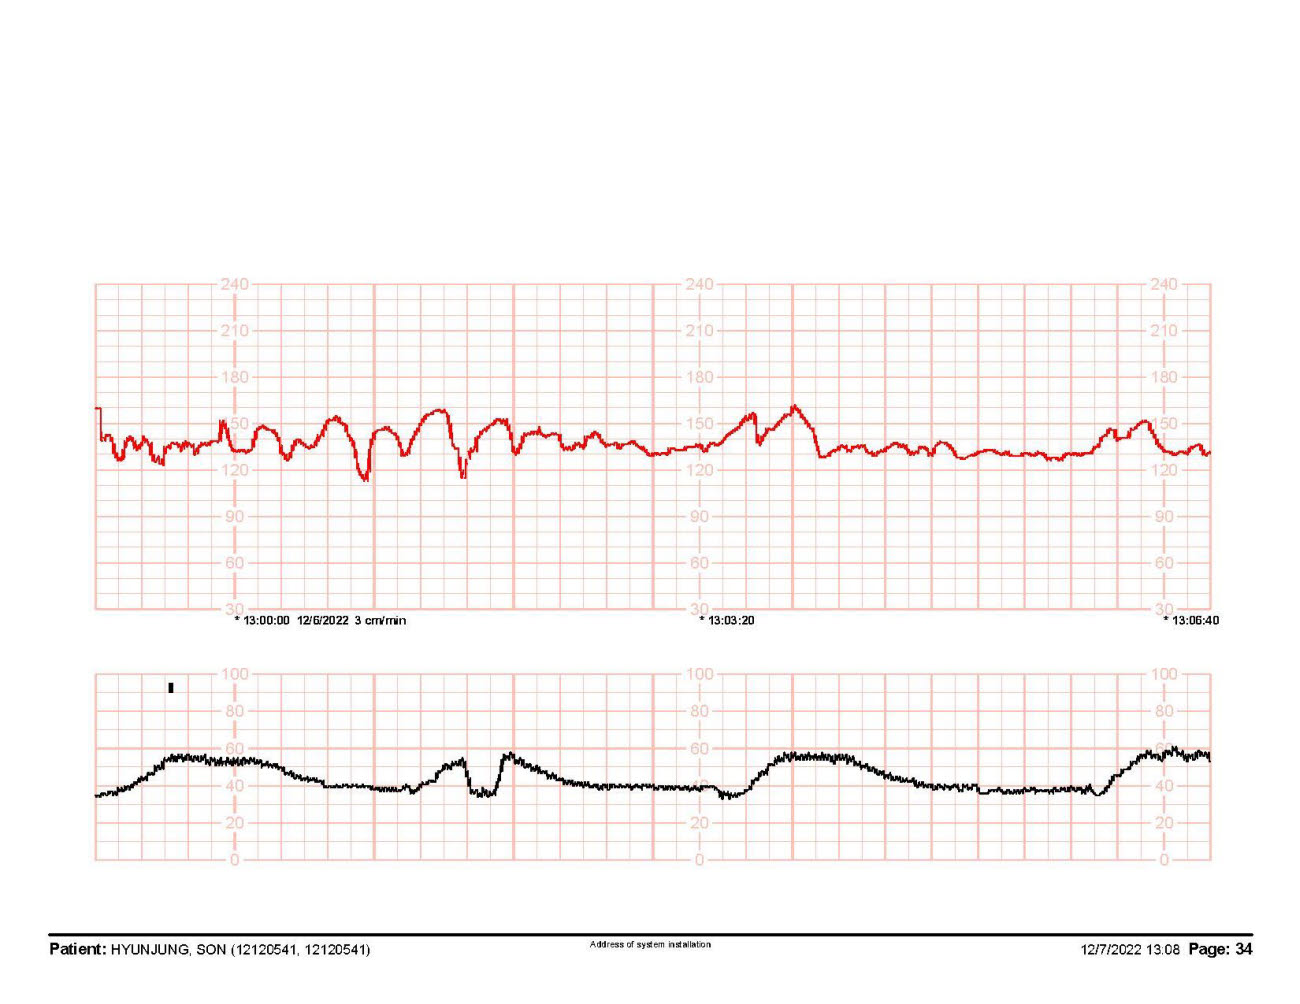 240 240 240
210 210 210
180 180 180
150 150 150
120 120 120
90 90 90
60 60 60
30 30 30
* 13:00:00 12/6/2022 3 cm/min * 13:03:20 * 13:06:40
100 100 100
80 80 80
60 60 60
40 40 40
20 20 20
0 0 0
Patient: HYUNJUNG, SON (12120541, 12120541) Address of system installation 12/7/2022 13:08 Page: 34